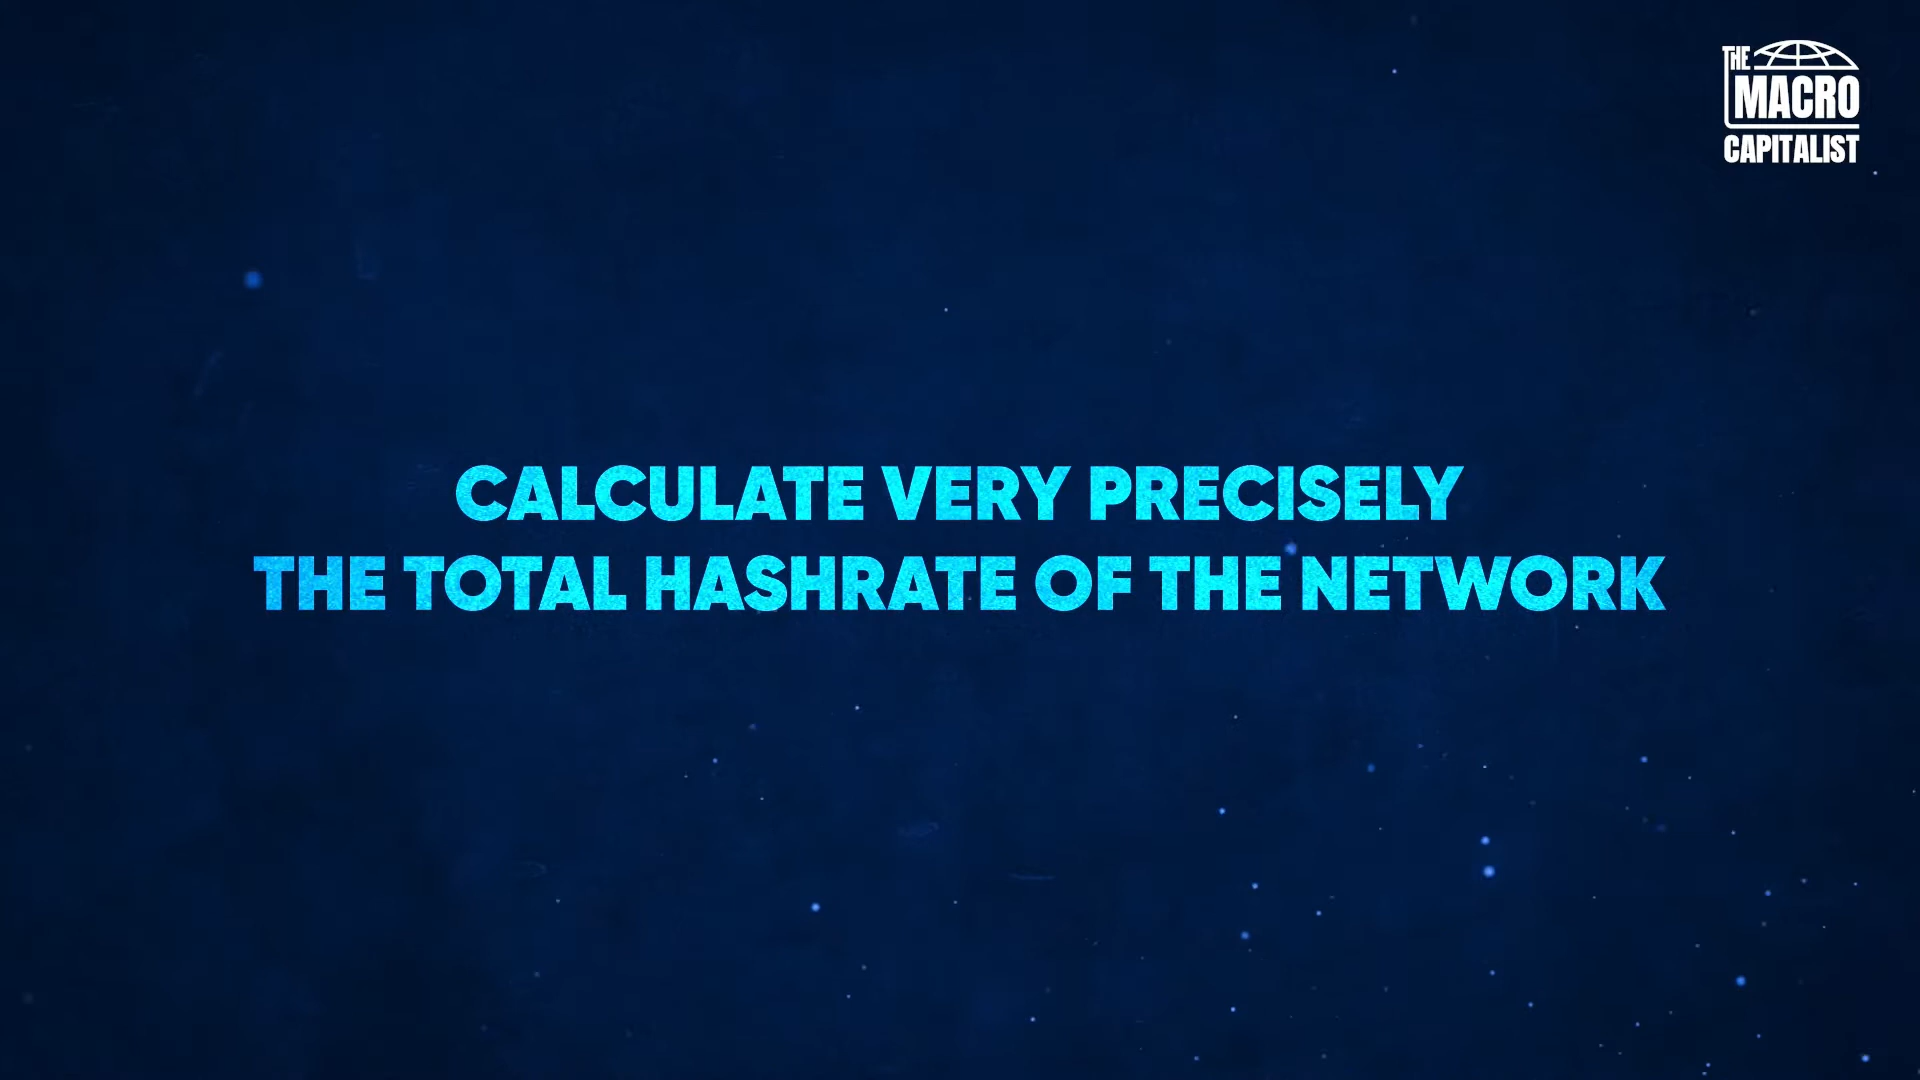 THE
MACRO
CAPITALIST
CALCULATE VERY PRECISELY
THE TOTAL HASHRATE OF THE NETWORK